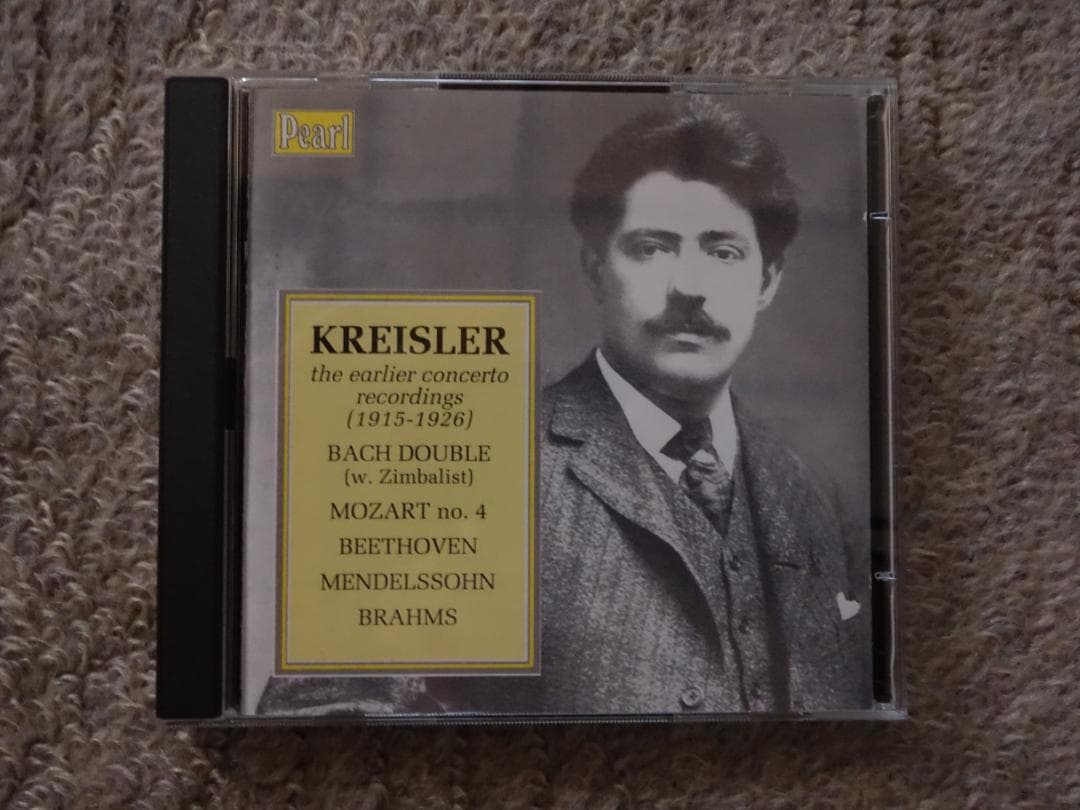 Pearl
KREISLER
the earlier concerto
recordings
(1915-1926)
BACH DOUBLE
(w. Zimbalist)
MOZART no. 4
BEETHOVEN
MENDELSSOHN
BRAHMS